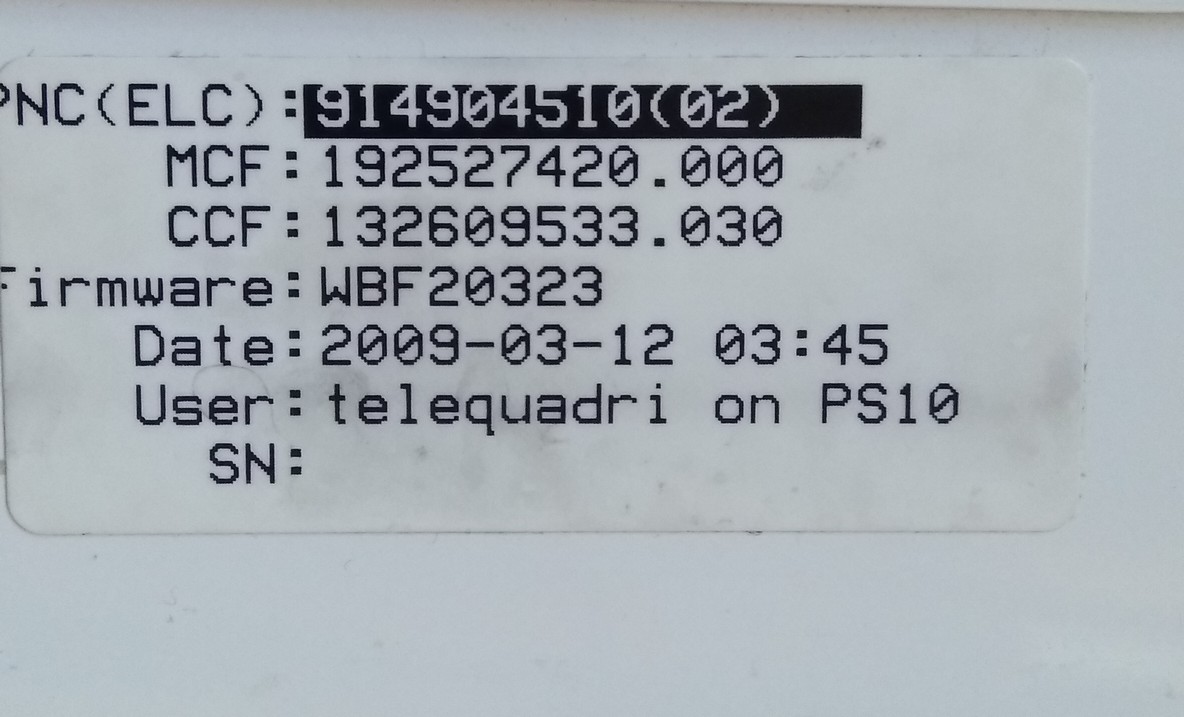 PNC(ELC):914904510(02)
MCF:192527420.000
CCF:132609533.030
Firmware:WBF20323
Date:2009-03-12 03:45
User:telequadri on PS10
SN: